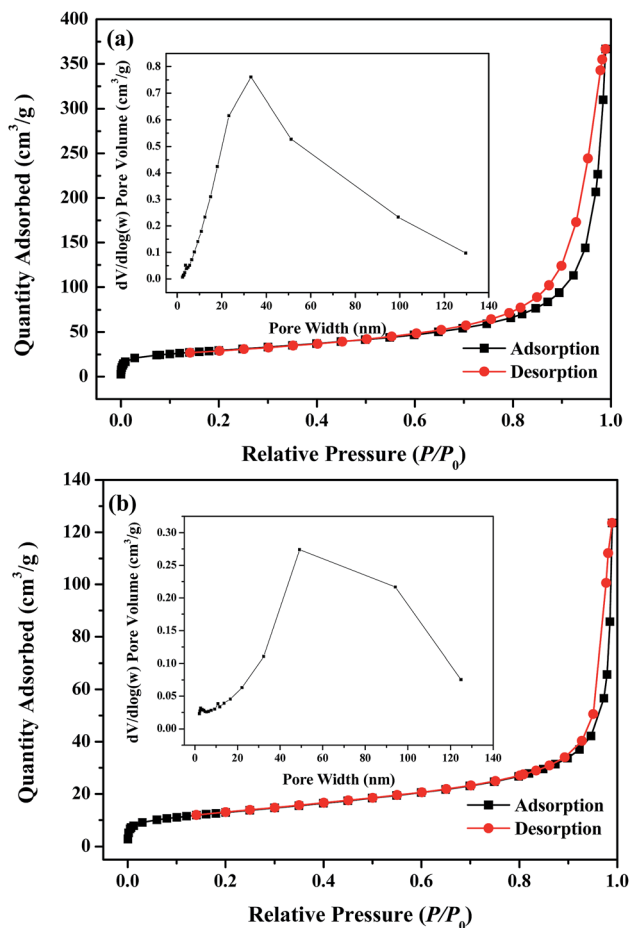 (a)
400
350
300
250
200
150
100
50
0
Quantity Adsorbed (cm³/g)
0.8
0.7
0.6
0.5
0.4
0.3
0.2
0.1
0.0
dV/dlog(w) Pore Volume (cm³/g)
0 20 40 60 80 100 120 140
Pore Width (nm)
Adsorption
Desorption
0.0 0.2 0.4 0.6 0.8 1.0
Relative Pressure (P/P₀)
(b)
140
120
100
80
60
40
20
0
Quantity Adsorbed (cm³/g)
0.30
0.25
0.20
0.15
0.10
0.05
0.00
dV/dlog(w) Pore Volume (cm³/g)
0 20 40 60 80 100 120 140
Pore Width (nm)
Adsorption
Desorption
0.0 0.2 0.4 0.6 0.8 1.0
Relative Pressure (P/P₀)